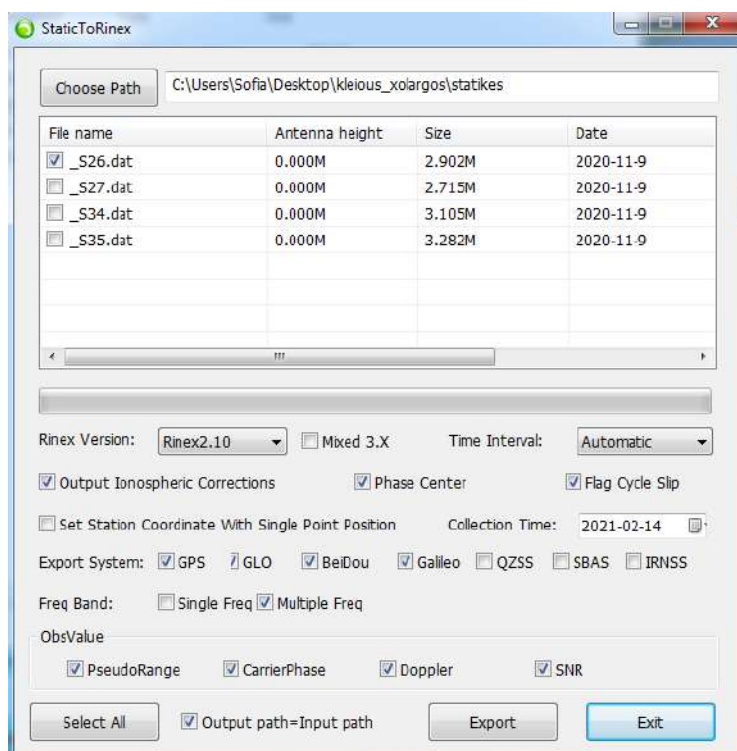 StaticToRinex
Choose Path C:\Users\Sofia\Desktop\kleious_xolargos\statikes
File name Antenna height Size Date
_S26.dat 0.000M 2.902M 2020-11-9
_S27.dat 0.000M 2.715M 2020-11-9
_S34.dat 0.000M 3.105M 2020-11-9
_S35.dat 0.000M 3.282M 2020-11-9
Rinex Version: Rinex2.10 Mixed 3.X Time Interval: Automatic
Output Ionospheric Corrections Phase Center Flag Cycle Slip
Set Station Coordinate With Single Point Position Collection Time: 2021-02-14
Export System: GPS GLO BeiDou Galileo QZSS SBAS IRNSS
Freq Band: Single Freq Multiple Freq
ObsValue
PseudoRange CarrierPhase Doppler SNR
Select All Output path=Input path Export Exit